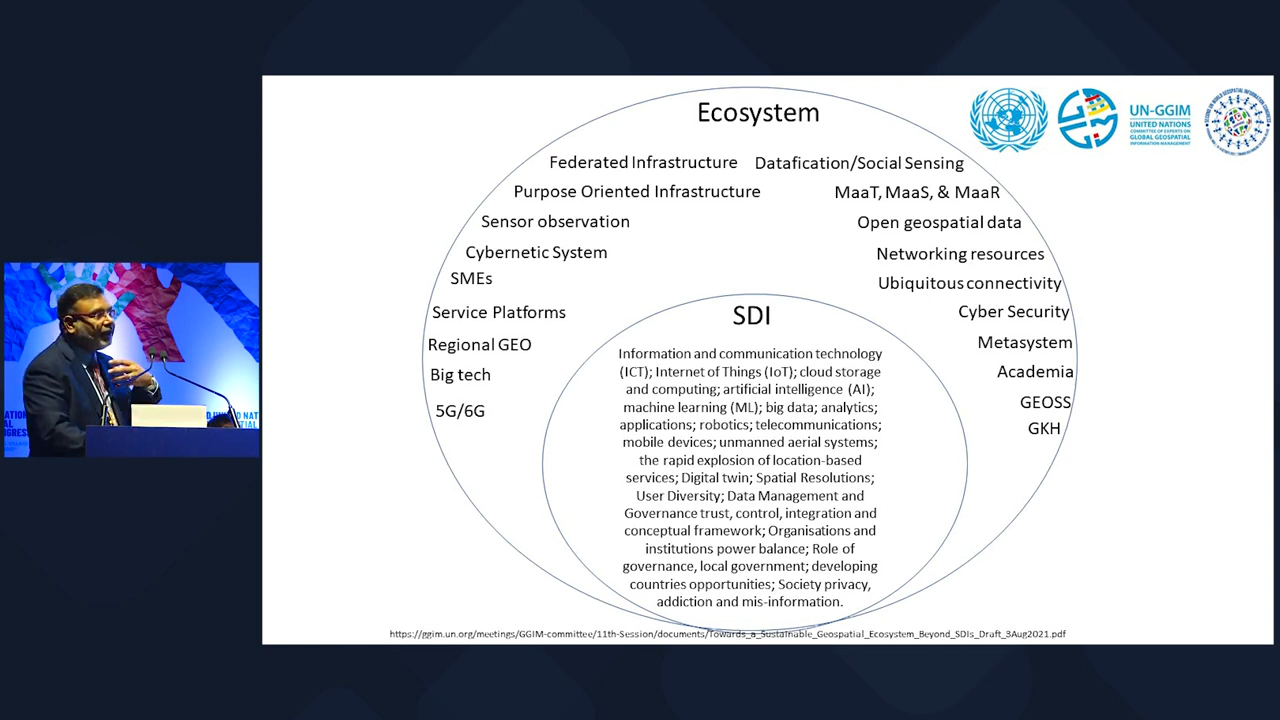 Ecosystem
UN-GGIM
UNITED NATIONS
COMMITTEE OF EXPERTS ON
GLOBAL GEOSPATIAL
INFORMATION MANAGEMENT
Federated Infrastructure
Datafication/Social Sensing
Purpose Oriented Infrastructure
MaaT, MaaS, & MaaR
Sensor observation
Open geospatial data
Cybernetic System
Networking resources
SMEs
Ubiquitous connectivity
Service Platforms
Cyber Security
Regional GEO
Metasystem
Big tech
Academia
5G/6G
GEOSS
GKH
SDI
Information and communication technology
(ICT); Internet of Things (IoT); cloud storage
and computing; artificial intelligence (AI);
machine learning (ML); big data; analytics;
applications; robotics; telecommunications;
mobile devices; unmanned aerial systems;
the rapid explosion of location-based
services; Digital twin; Spatial Resolutions;
User Diversity; Data Management and
Governance trust, control, integration and
conceptual framework; Organisations and
institutions power balance; Role of
governance, local government; developing
countries opportunities; Society privacy,
addiction and mis-information.
https://ggim.un.org/meetings/GGIM-committee/11th-Session/documents/Towards_a_Sustainable_Geospatial_Ecosystem_Beyond_SDIs_Draft_3Aug2021.pdf